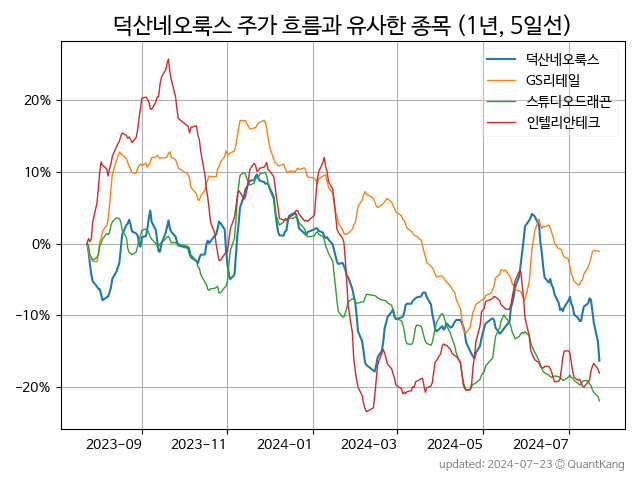 덕산네오룩스 주가 흐름과 유사한 종목 (1년, 5일선)
덕산네오룩스
GS리테일
스튜디오드래곤
인텔리안테크
20%
10%
0%
−10%
−20%
2023-09
2023-11
2024-01
2024-03
2024-05
2024-07
updated: 2024-07-23 © QuantKang